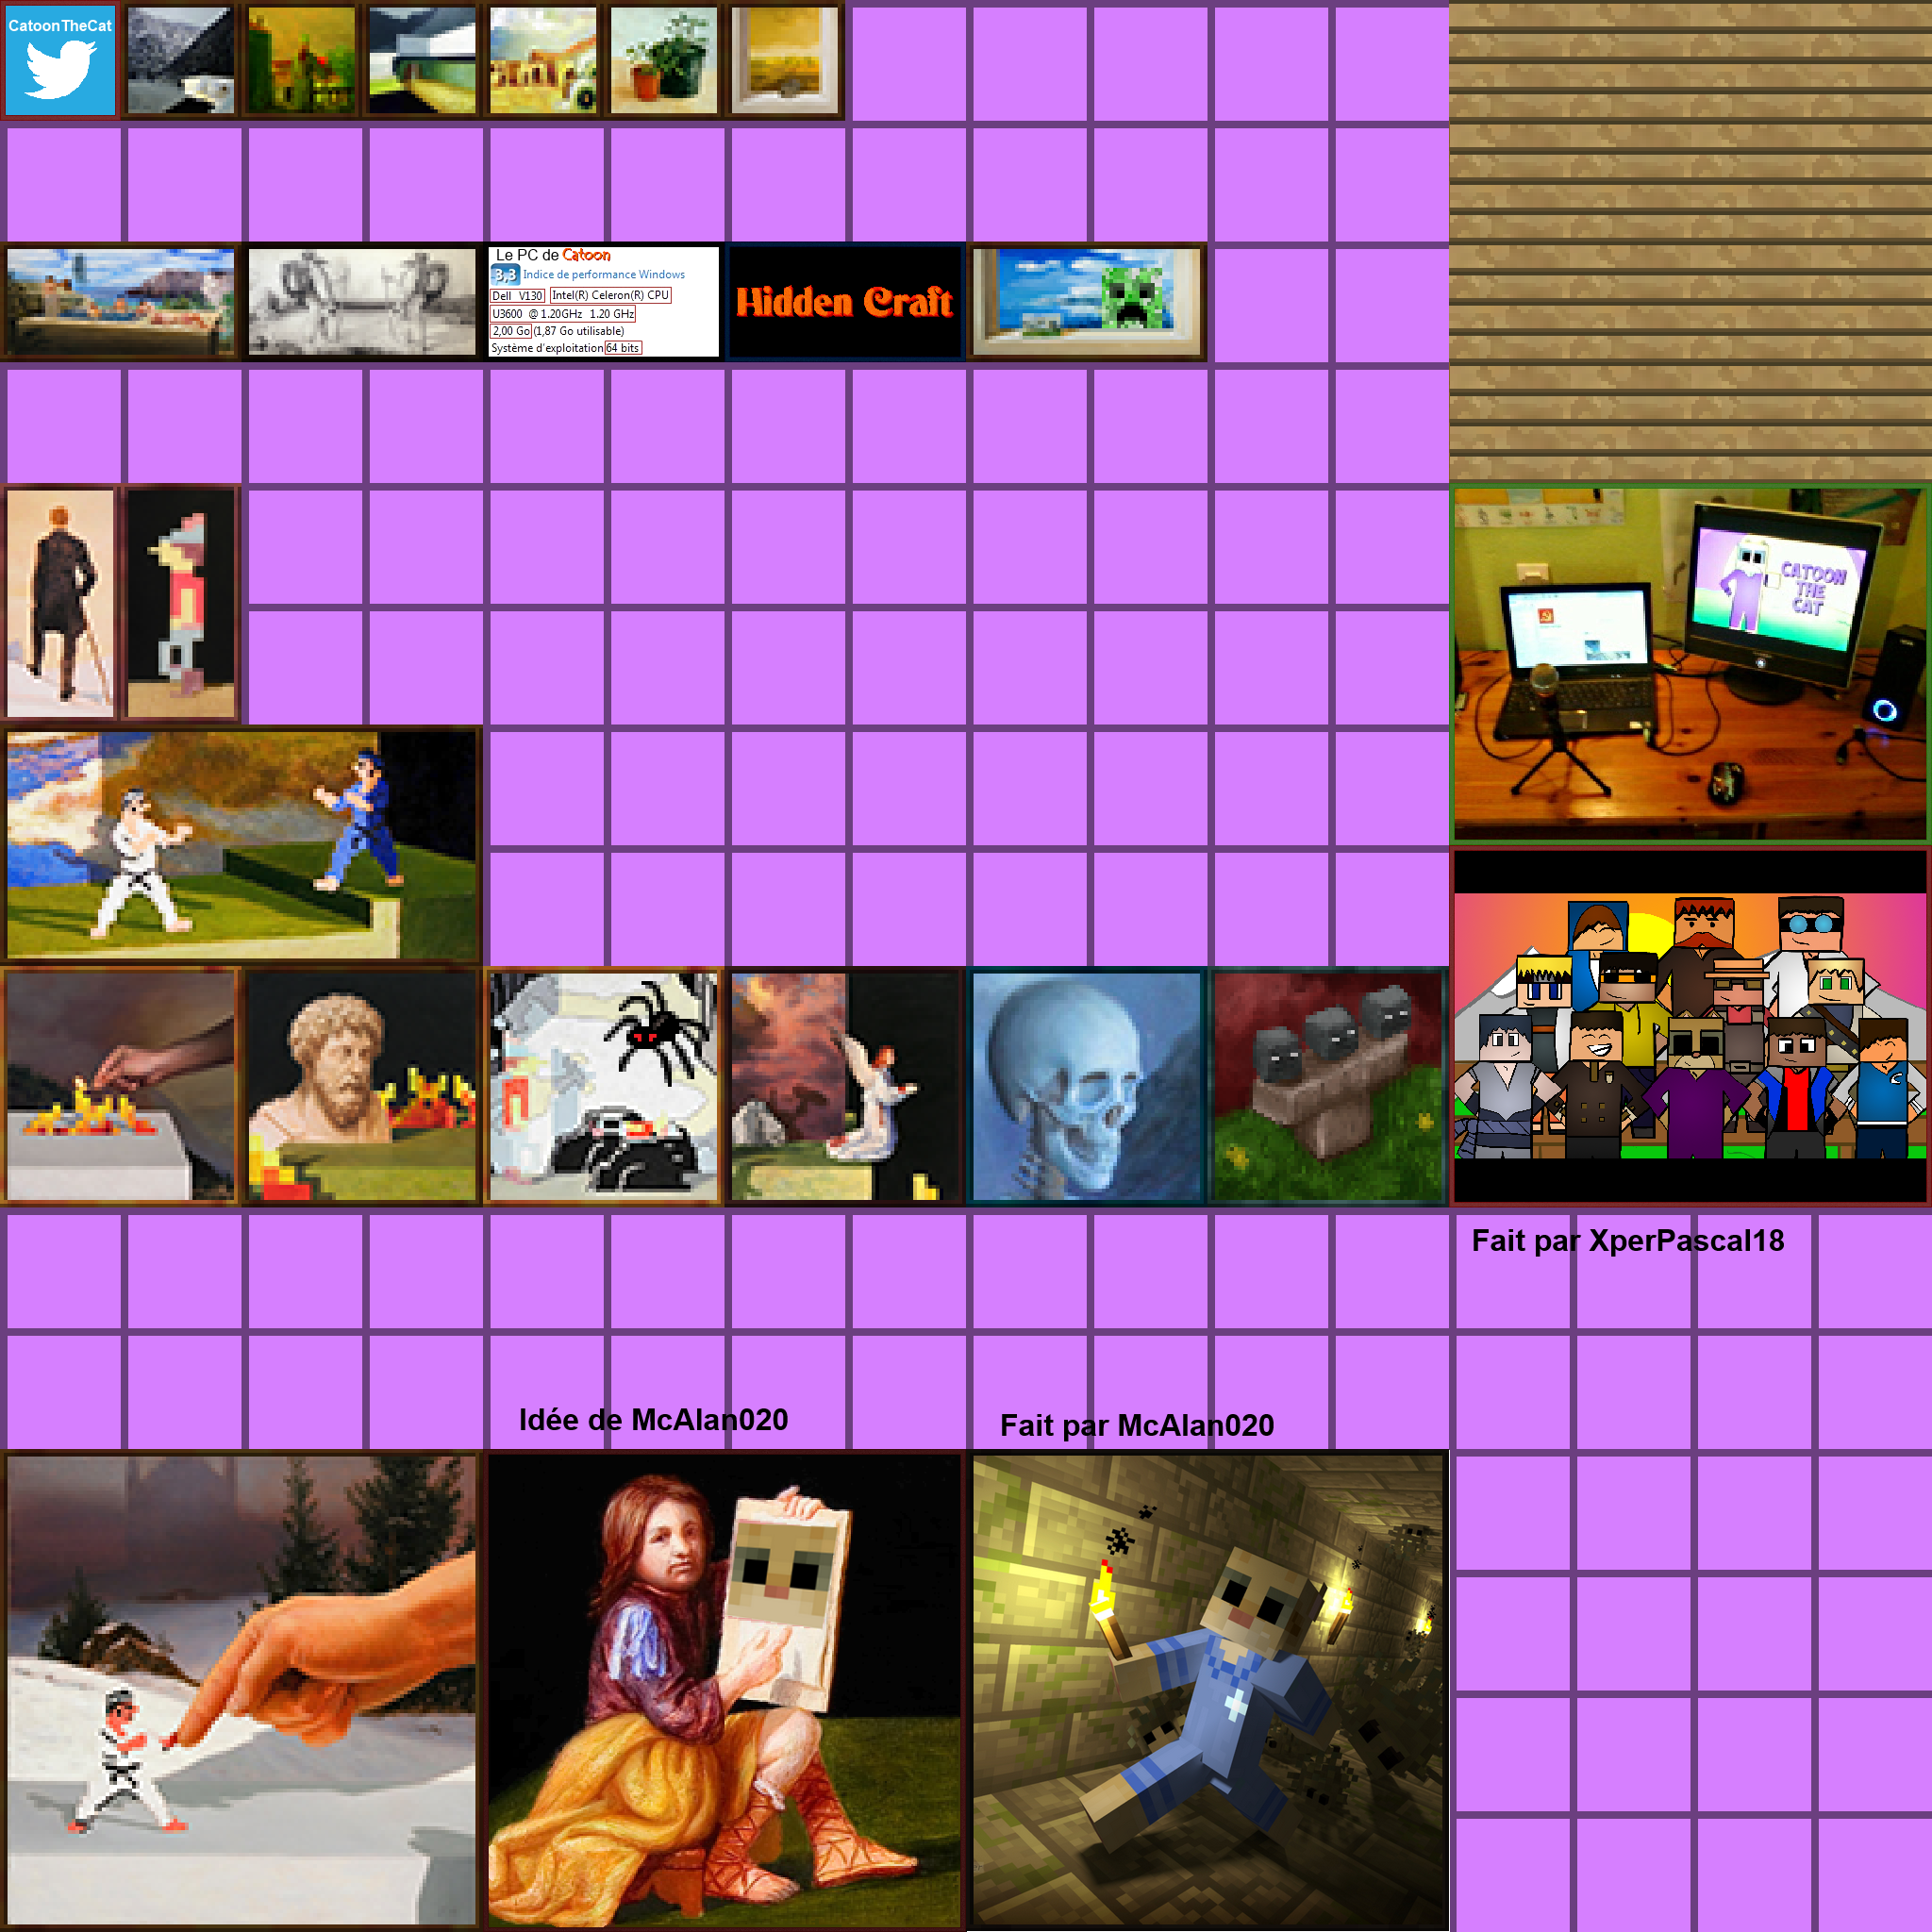 CatoonTheCat
Le PC de Catoon
3,3 Indice de performance Windows
Dell V130 Intel(R) Celeron(R) CPU
U3600 @ 1.20GHz 1.20 GHz
2,00 Go (1,87 Go utilisable)
Système d'exploitation 64 bits
Hidden Craft
CATOON
THE
CAT
Fait par XperPascal18
Idée de McAlan020
Fait par McAlan020